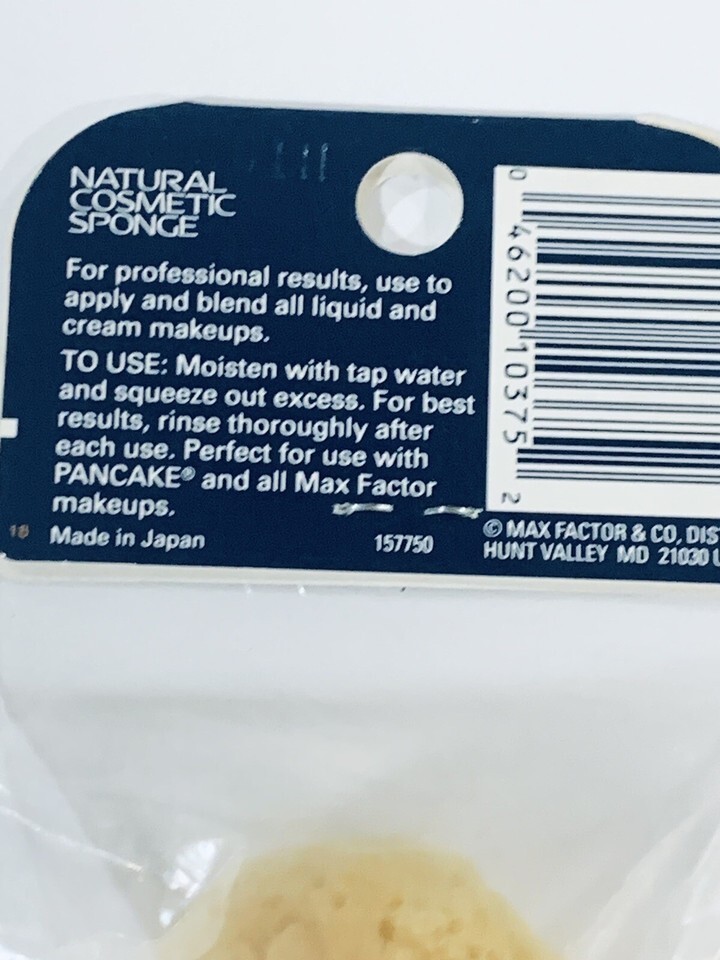 NATURAL
COSMETIC
SPONGE
For professional results, use to
apply and blend all liquid and
cream makeups.
TO USE: Moisten with tap water
and squeeze out excess. For best
results, rinse thoroughly after
each use. Perfect for use with
PANCAKE® and all Max Factor
makeups.
18 Made in Japan
157750
0 46200 10375 2
© MAX FACTOR & CO, DIS
HUNT VALLEY MD 21030 U